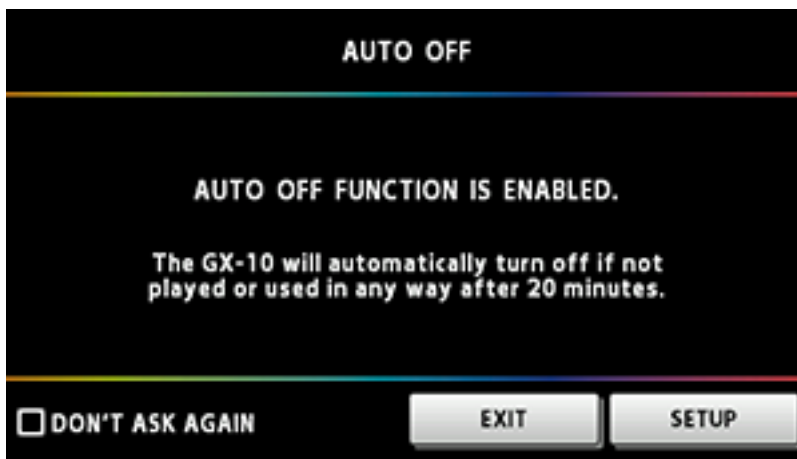 AUTO OFF
AUTO OFF FUNCTION IS ENABLED.
The GX-10 will automatically turn off if not
played or used in any way after 20 minutes.
DON'T ASK AGAIN
EXIT
SETUP